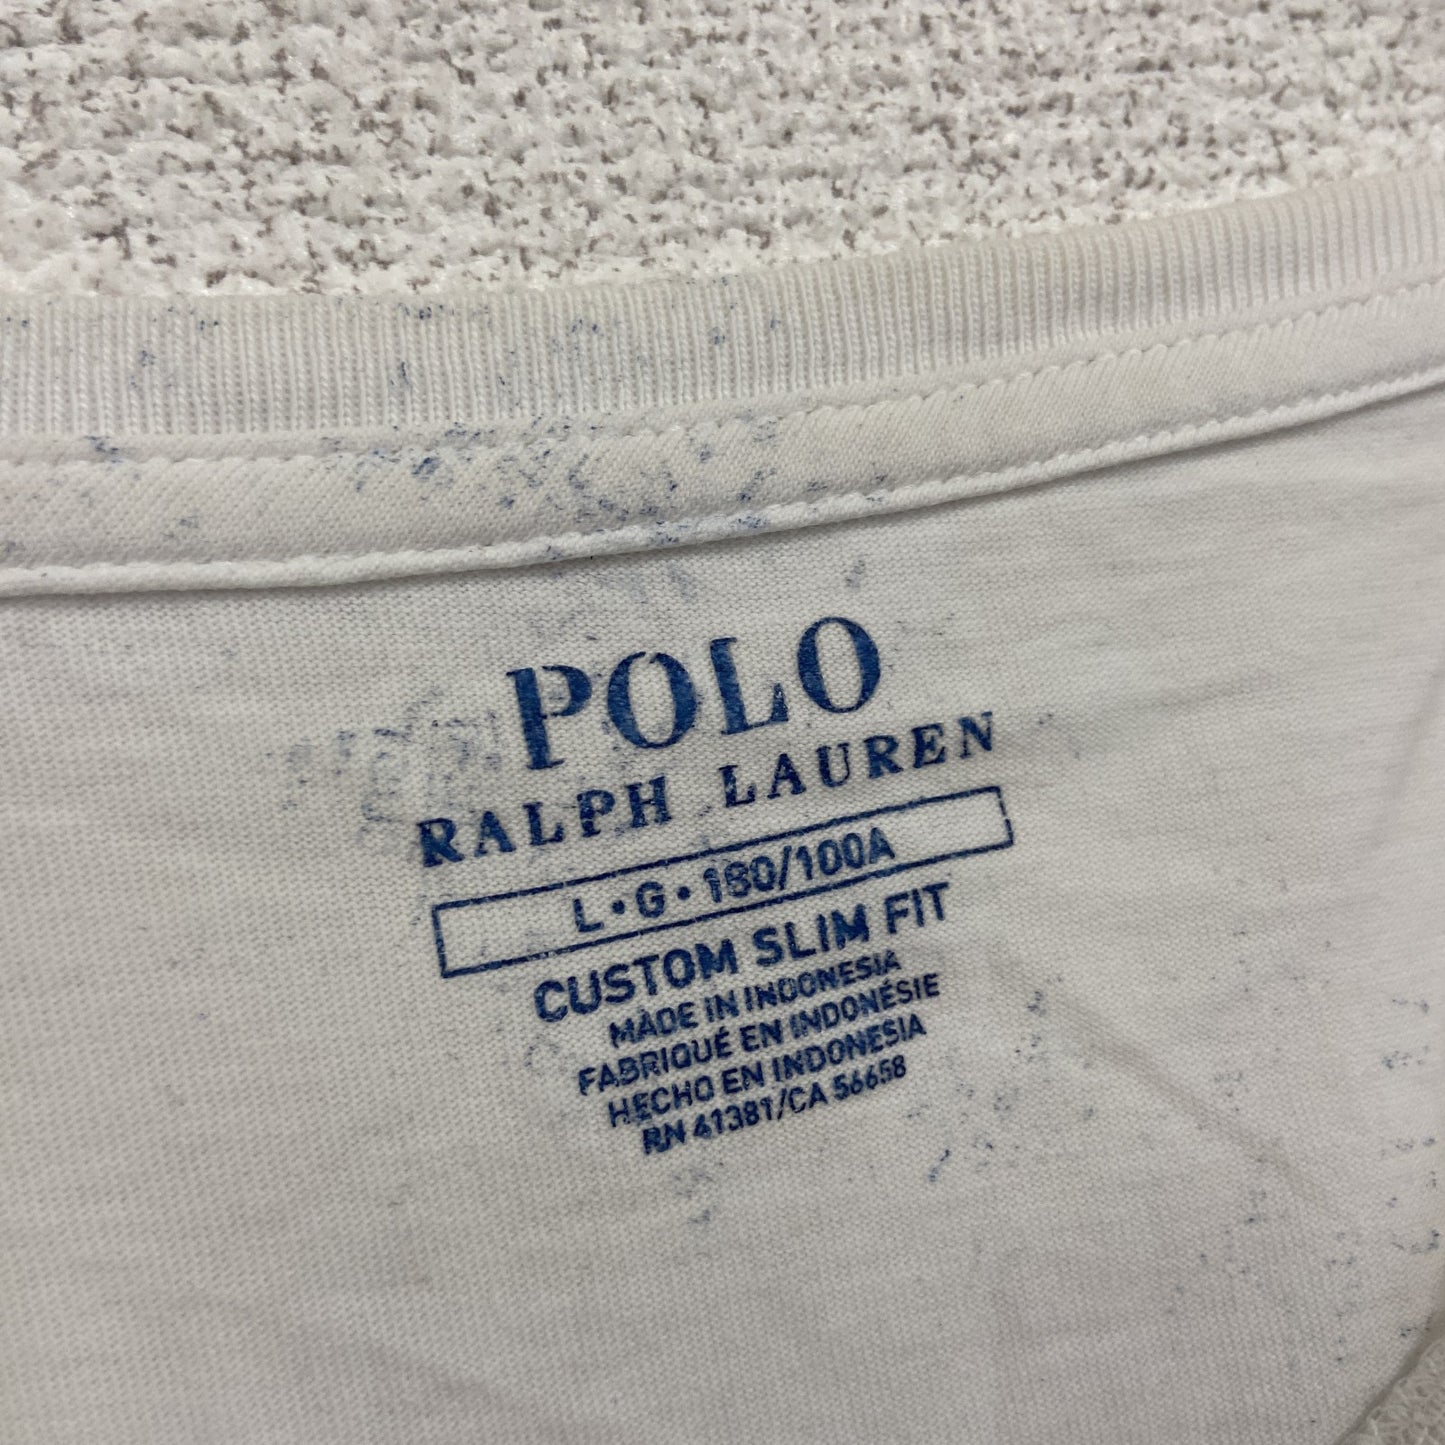 POLO
RALPH LAUREN
L•G•180/100A
CUSTOM SLIM FIT
MADE IN INDONESIA
FABRIQUÉ EN INDONÉSIE
HECHO EN INDONESIA
RN 41381/CA 56658